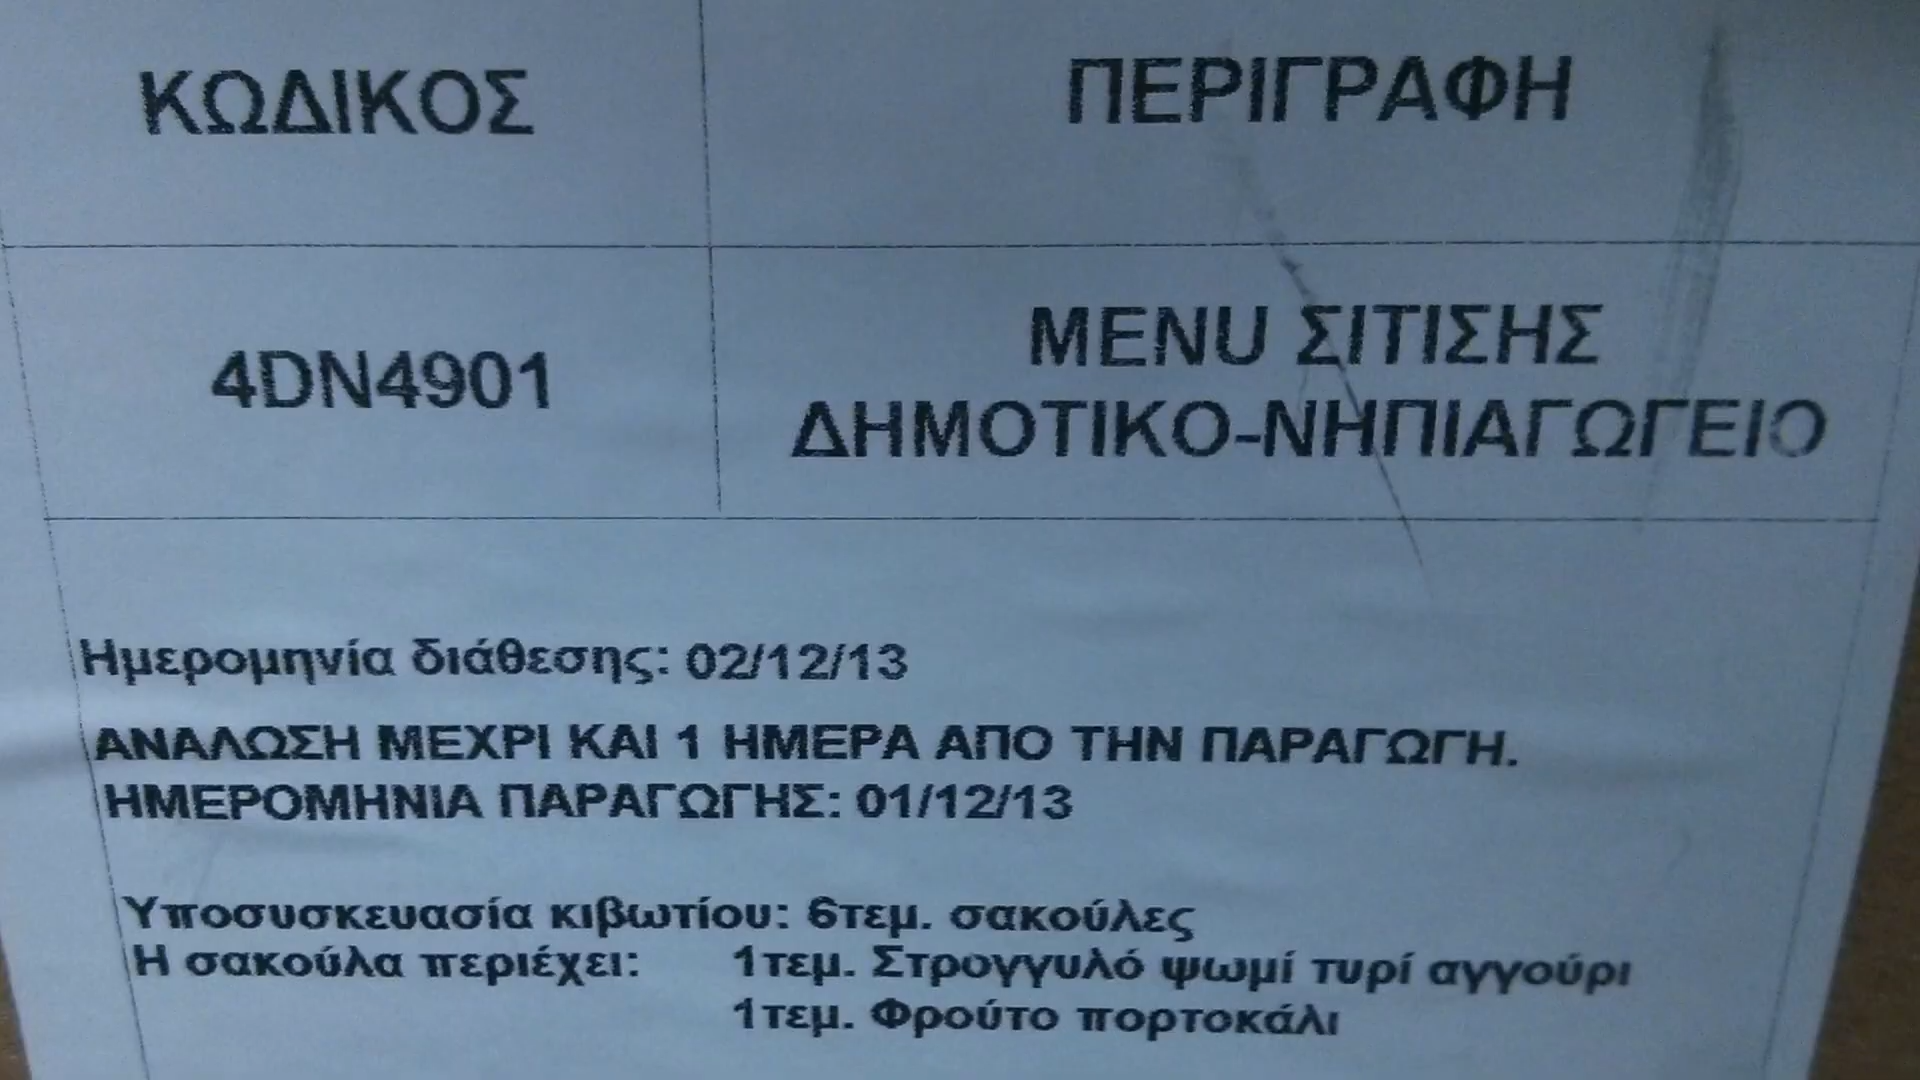 ΚΩΔΙΚΟΣ ΠΕΡΙΓΡΑΦΗ
4DN4901 MENU ΣΙΤΙΣΗΣ
ΔΗΜΟΤΙΚΟ-ΝΗΠΙΑΓΩΓΕΙΟ
Ημερομηνία διάθεσης: 02/12/13
ΑΝΑΛΩΣΗ ΜΕΧΡΙ ΚΑΙ 1 ΗΜΕΡΑ ΑΠΟ ΤΗΝ ΠΑΡΑΓΩΓΗ.
ΗΜΕΡΟΜΗΝΙΑ ΠΑΡΑΓΩΓΗΣ: 01/12/13
Υποσυσκευασία κιβωτίου: 6τεμ. σακούλες
Η σακούλα περιέχει: 1τεμ. Στρογγυλό ψωμί τυρί αγγούρι
1τεμ. Φρούτο πορτοκάλι